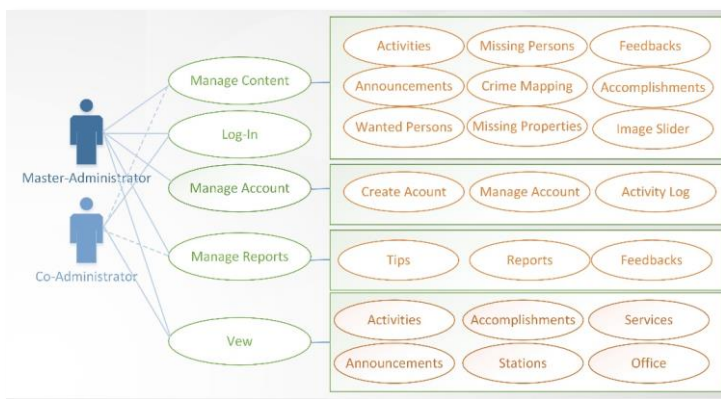 Activities
Missing Persons
Feedbacks
Manage Content
Announcements
Crime Mapping
Accomplishments
Log-In
Wanted Persons
Missing Properties
Image Slider
Master-Administrator
Manage Account
Create Acount
Manage Account
Activity Log
Co-Administrator
Manage Reports
Tips
Reports
Feedbacks
Vew
Activities
Accomplishments
Services
Announcements
Stations
Office